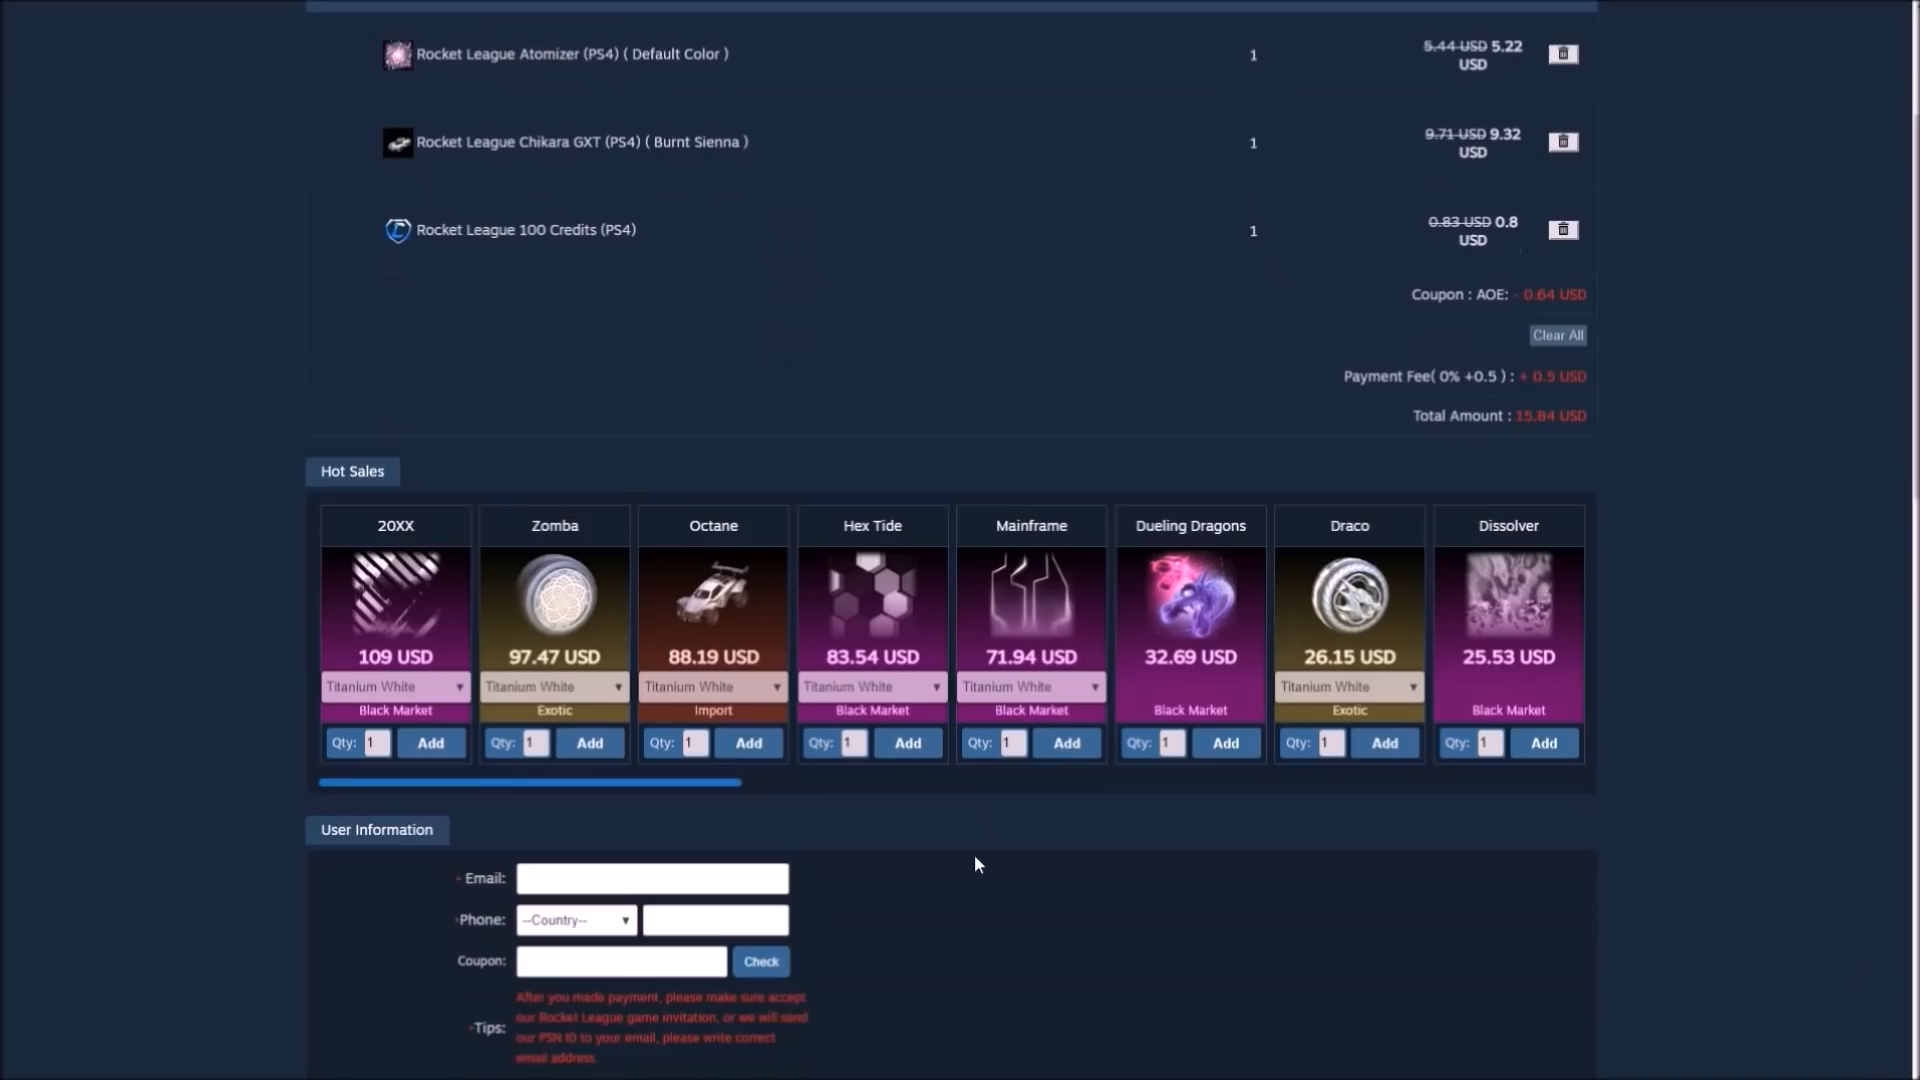 Rocket League Atomizer (PS4) ( Default Color ) 1 5.44 USD 5.22 USD
Rocket League Chikara GXT (PS4) ( Burnt Sienna ) 1 9.71 USD 9.32 USD
Rocket League 100 Credits (PS4) 1 0.83 USD 0.8 USD
Coupon : AOE: - 0.64 USD
Clear All
Payment Fee( 0% +0.5 ) : + 0.5 USD
Total Amount : 15.84 USD
Hot Sales
20XX Zomba Octane Hex Tide Mainframe Dueling Dragons Draco Dissolver
109 USD 97.47 USD 88.19 USD 83.54 USD 71.94 USD 32.69 USD 26.15 USD 25.53 USD
Titanium White Titanium White Titanium White Titanium White Titanium White Titanium White
Black Market Exotic Import Black Market Black Market Black Market Exotic Black Market
Qty: 1 Add Qty: 1 Add Qty: 1 Add Qty: 1 Add Qty: 1 Add Qty: 1 Add Qty: 1 Add Qty: 1 Add
User Information
* Email:
*Phone: --Country--
Coupon: Check
*Tips: After you made payment, please make sure accept
our Rocket League game invitation, or we will send
our PSN ID to your email, please write correct
email address.